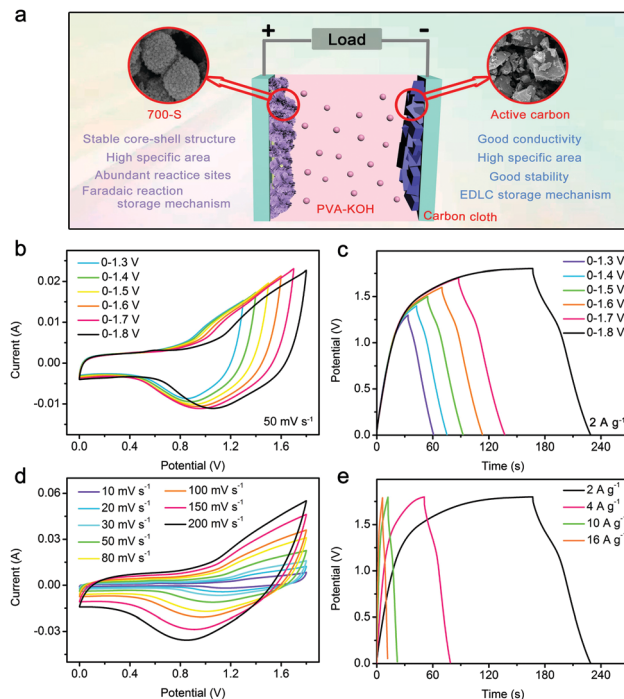 a
+
Load
-
700-S
Active carbon
Stable core-shell structure
High specific area
Abundant reactice sites
Faradaic reaction
storage mechanism
Good conductivity
High specific area
Good stability
EDLC storage mechanism
PVA-KOH
Carbon cloth
b
0-1.3 V
0-1.4 V
0-1.5 V
0-1.6 V
0-1.7 V
0-1.8 V
50 mV s⁻¹
0.02
0.01
0.00
-0.01
Current (A)
0.0 0.4 0.8 1.2 1.6
Potential (V)
c
0-1.3 V
0-1.4 V
0-1.5 V
0-1.6 V
0-1.7 V
0-1.8 V
2 A g⁻¹
1.5
1.0
0.5
0.0
Potential (V)
0 60 120 180 240
Time (s)
d
10 mV s⁻¹
20 mV s⁻¹
30 mV s⁻¹
50 mV s⁻¹
80 mV s⁻¹
100 mV s⁻¹
150 mV s⁻¹
200 mV s⁻¹
0.06
0.03
0.00
-0.03
Current (A)
0.0 0.4 0.8 1.2 1.6
Potential (V)
e
2 A g⁻¹
4 A g⁻¹
10 A g⁻¹
16 A g⁻¹
1.5
1.0
0.5
0.0
Potential (V)
0 60 120 180 240
Time (s)